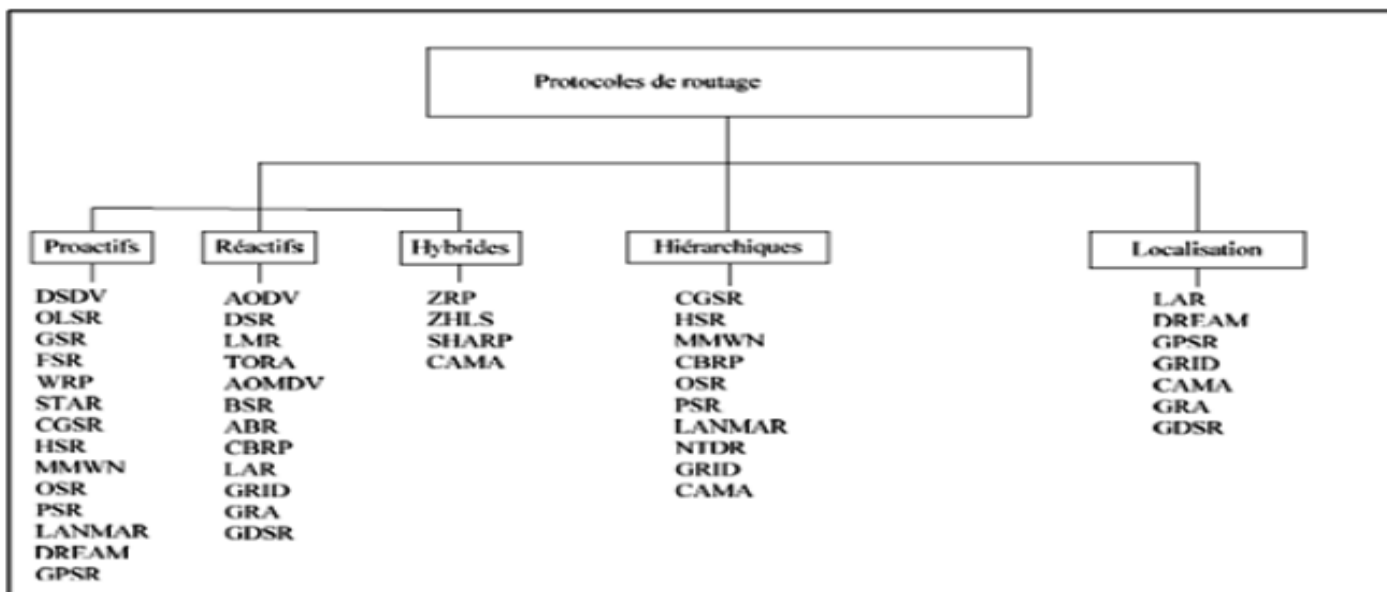 Protocoles de routage
Proactifs
DSDV
OLSR
GSR
FSR
WRP
STAR
CGSR
HSR
MMWN
OSR
PSR
LANMAR
DREAM
GPSR
Réactifs
AODV
DSR
LMR
TORA
AOMDV
BSR
ABR
CBRP
LAR
GRID
GRA
GDSR
Hybrides
ZRP
ZHLS
SHARP
CAMA
Hiérarchiques
CGSR
HSR
MMWN
CBRP
OSR
PSR
LANMAR
NTDR
GRID
CAMA
Localisation
LAR
DREAM
GPSR
GRID
CAMA
GRA
GDSR